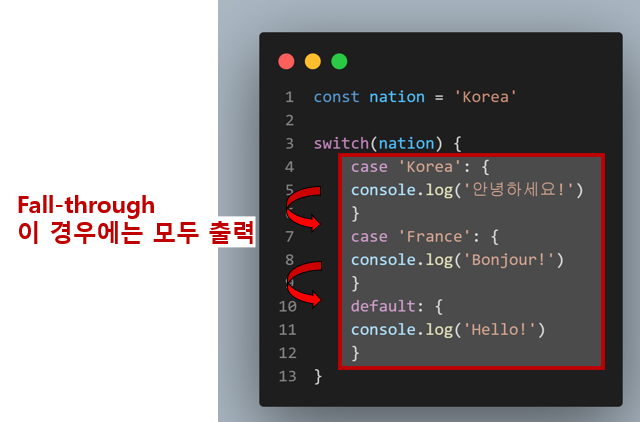 Fall-through
이 경우에는 모두 출력
1 const nation = 'Korea'
2
3 switch(nation) {
4 case 'Korea': {
5 console.log('안녕하세요!')
}
7 case 'France': {
8 console.log('Bonjour!')
}
10 default: {
11 console.log('Hello!')
12 }
13 }